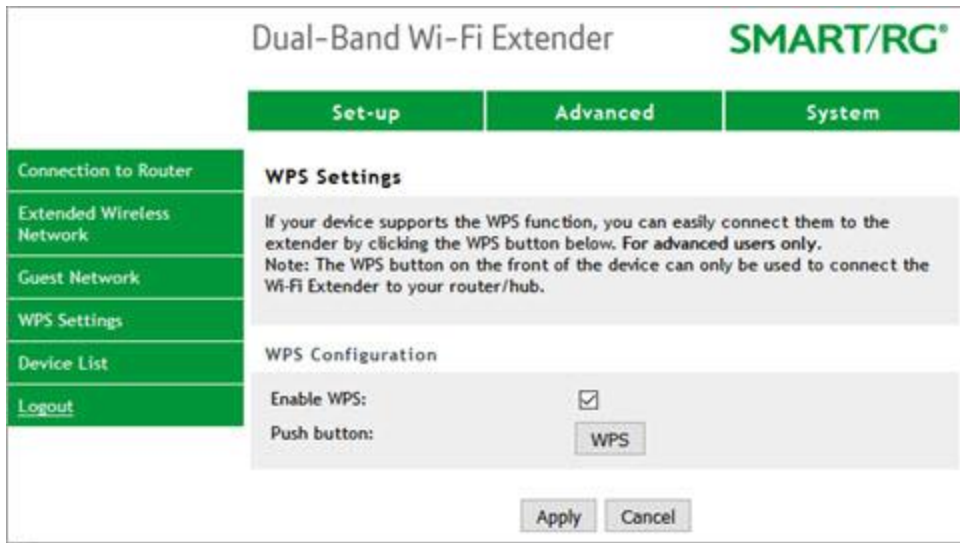 Dual-Band Wi-Fi Extender
SMART/RG®
Set-up
Advanced
System
Connection to Router
Extended Wireless
Network
Guest Network
WPS Settings
Device List
Logout
WPS Settings
If your device supports the WPS function, you can easily connect them to the
extender by clicking the WPS button below. For advanced users only.
Note: The WPS button on the front of the device can only be used to connect the
Wi-Fi Extender to your router/hub.
WPS Configuration
Enable WPS:
Push button:
WPS
Apply
Cancel